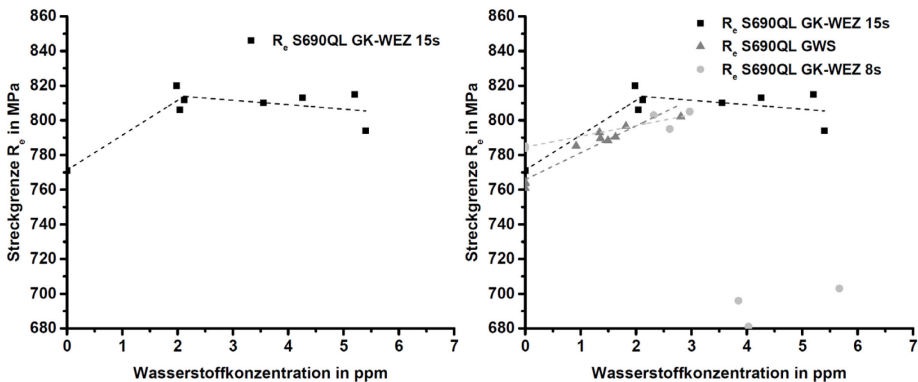 860
840
820
800
780
760
740
720
700
680
Streckgrenze Re in MPa
Re S690QL GK-WEZ 15s
0 1 2 3 4 5 6 7
Wasserstoffkonzentration in ppm
860
840
820
800
780
760
740
720
700
680
Streckgrenze Re in MPa
Re S690QL GK-WEZ 15s
Re S690QL GWS
Re S690QL GK-WEZ 8s
0 1 2 3 4 5 6 7
Wasserstoffkonzentration in ppm